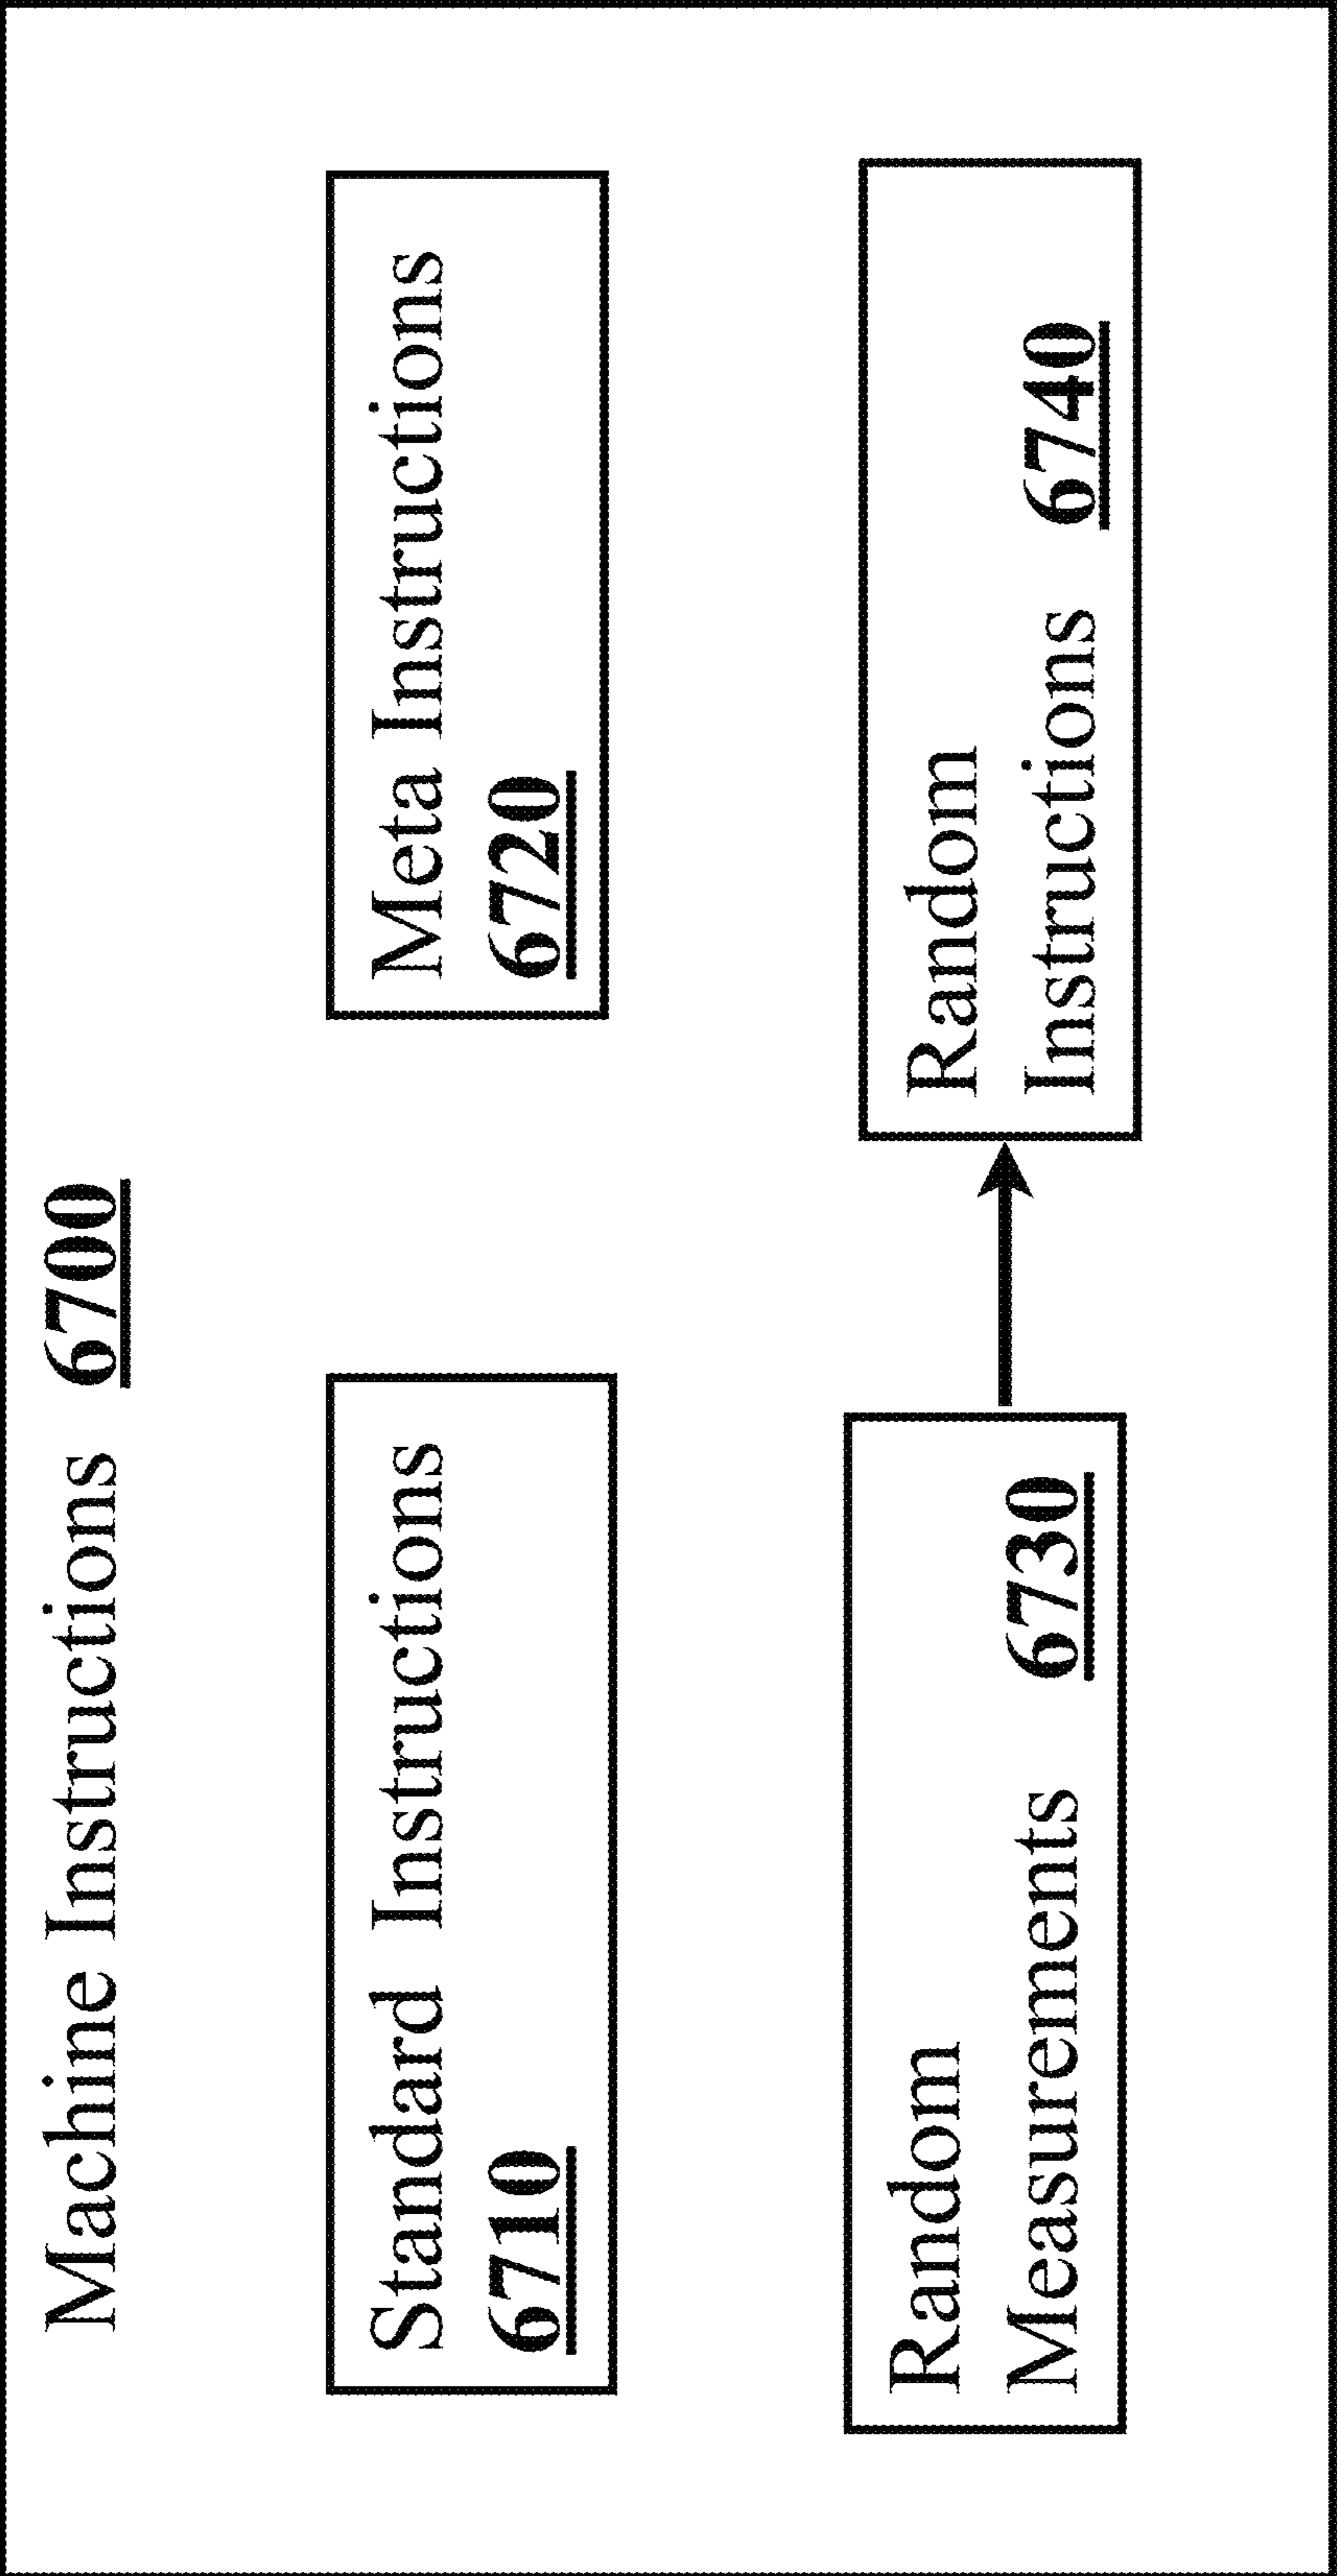 Machine Instructions 6700
Standard Instructions
6710
Meta Instructions
6720
Random
Measurements 6730
Random
Instructions 6740